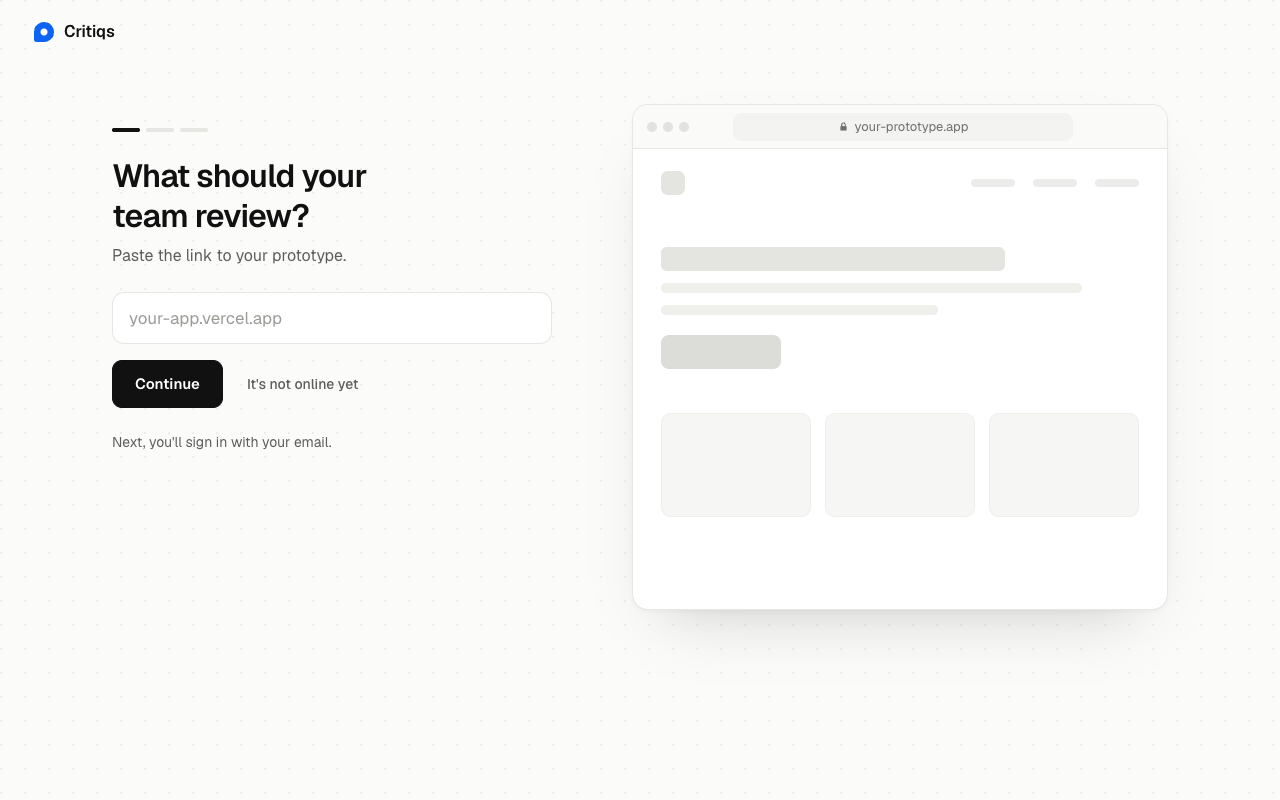 Critiqs
What should your
team review?
Paste the link to your prototype.
your-app.vercel.app
Continue
It's not online yet
Next, you'll sign in with your email.
your-prototype.app